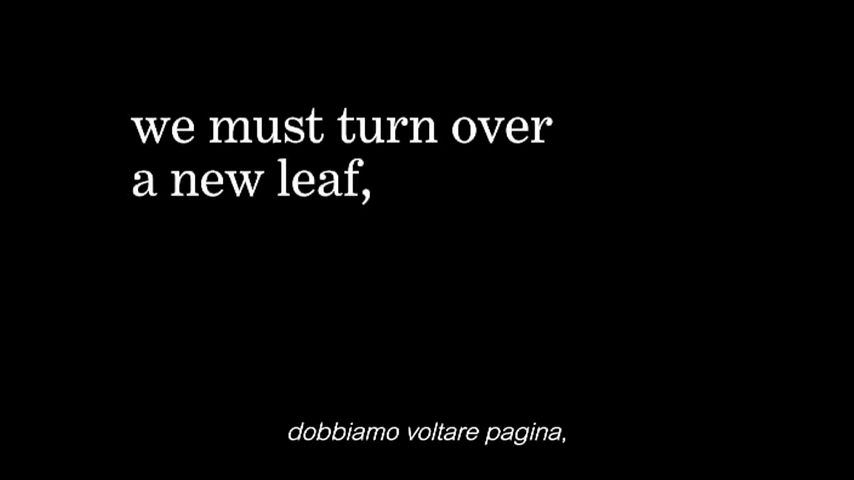 we must turn over
a new leaf,
dobbiamo voltare pagina,